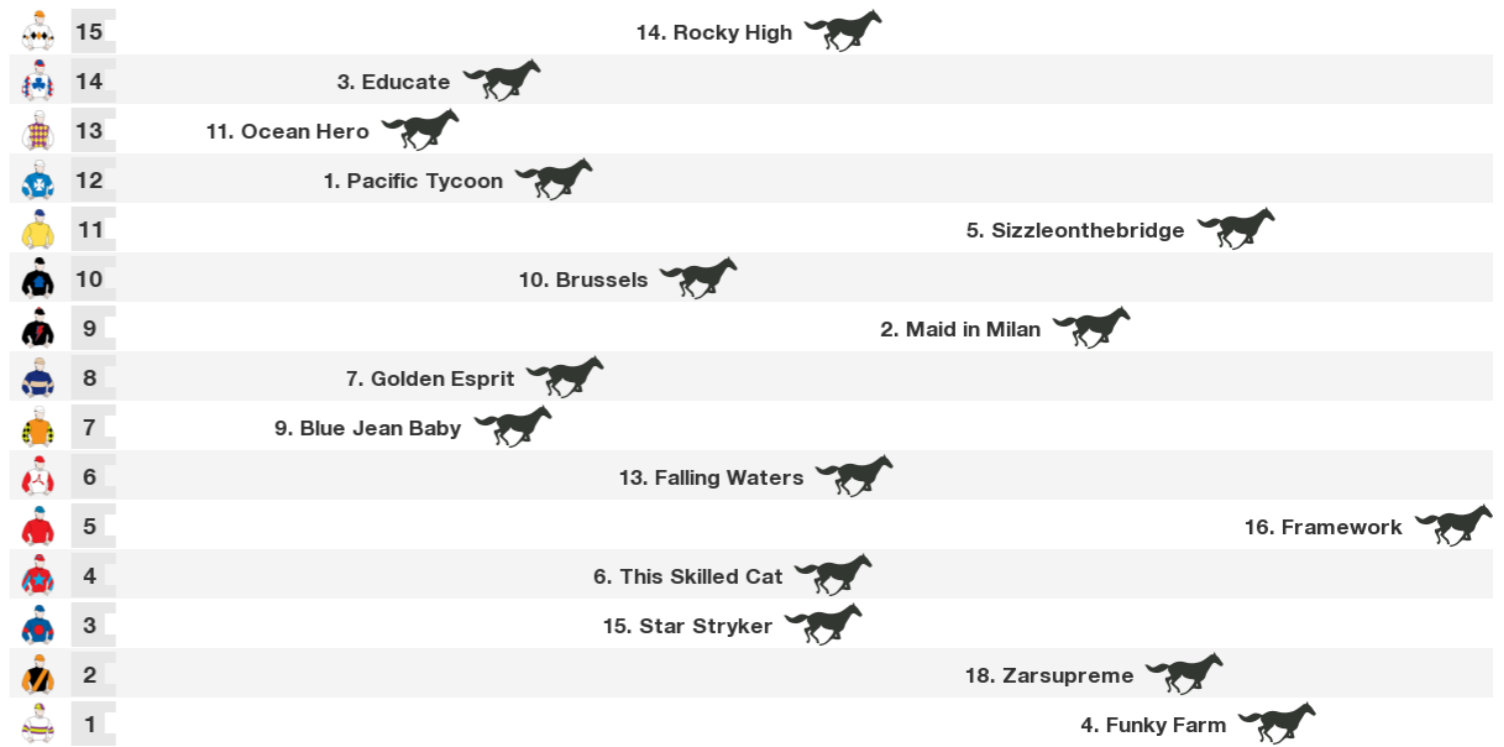 15 14. Rocky High
14 3. Educate
13 11. Ocean Hero
12 1. Pacific Tycoon
11 5. Sizzleonthebridge
10 10. Brussels
9 2. Maid in Milan
8 7. Golden Esprit
7 9. Blue Jean Baby
6 13. Falling Waters
5 16. Framework
4 6. This Skilled Cat
3 15. Star Stryker
2 18. Zarsupreme
1 4. Funky Farm